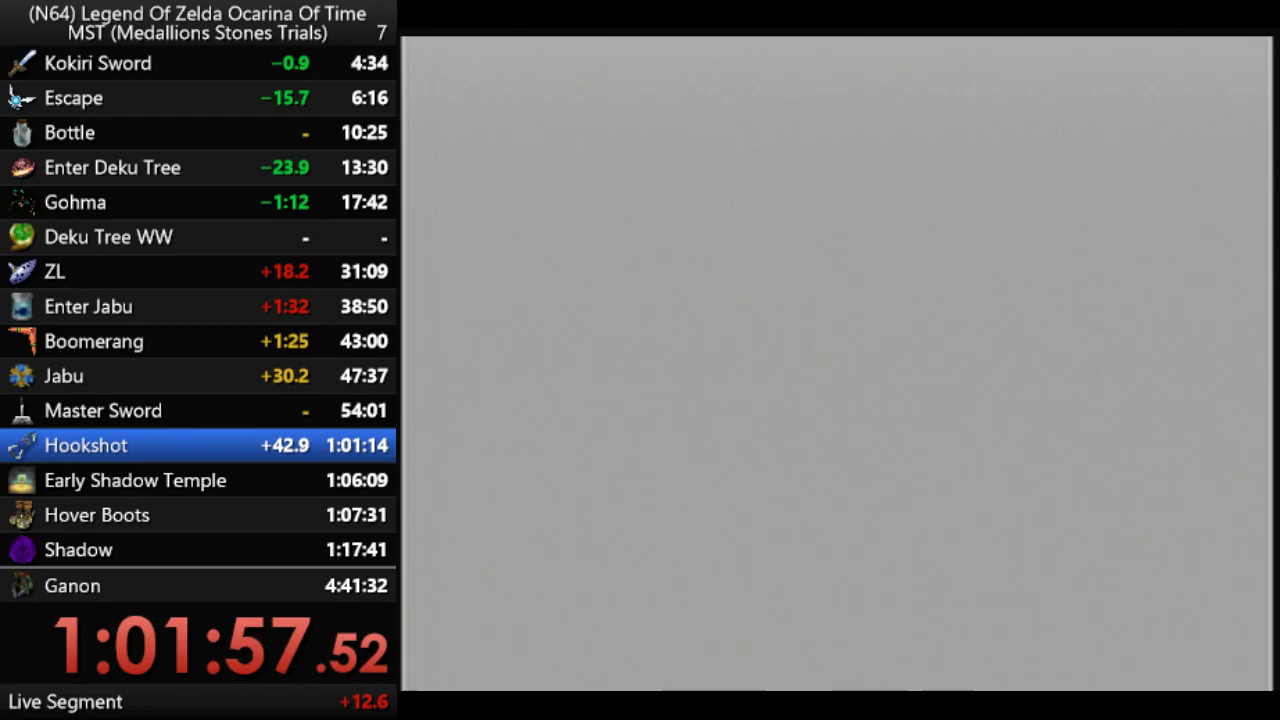 (N64) Legend Of Zelda Ocarina Of Time
MST (Medallions Stones Trials) 7
Kokiri Sword −0.9 4:34
Escape −15.7 6:16
Bottle - 10:25
Enter Deku Tree −23.9 13:30
Gohma −1:12 17:42
Deku Tree WW - -
ZL +18.2 31:09
Enter Jabu +1:32 38:50
Boomerang +1:25 43:00
Jabu +30.2 47:37
Master Sword - 54:01
Hookshot +42.9 1:01:14
Early Shadow Temple 1:06:09
Hover Boots 1:07:31
Shadow 1:17:41
Ganon 4:41:32
1:01:57.52
Live Segment +12.6